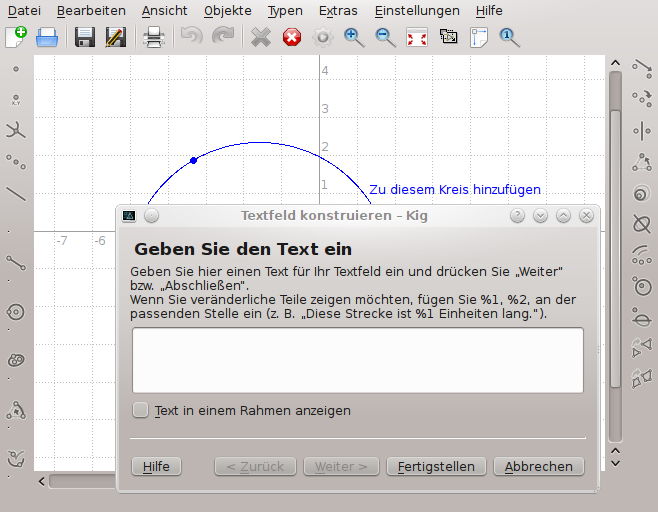 Datei Bearbeiten Ansicht Objekte Typen Extras Einstellungen Hilfe
x,y
4
3
2
1
-7 -6
Zu diesem Kreis hinzufügen
Textfeld konstruieren – Kig
Geben Sie den Text ein
Geben Sie hier einen Text für Ihr Textfeld ein und drücken Sie „Weiter"
bzw. „Abschließen".
Wenn Sie veränderliche Teile zeigen möchten, fügen Sie %1, %2, an der
passenden Stelle ein (z. B. „Diese Strecke ist %1 Einheiten lang.").
Text in einem Rahmen anzeigen
Hilfe < Zurück Weiter > Fertigstellen Abbrechen